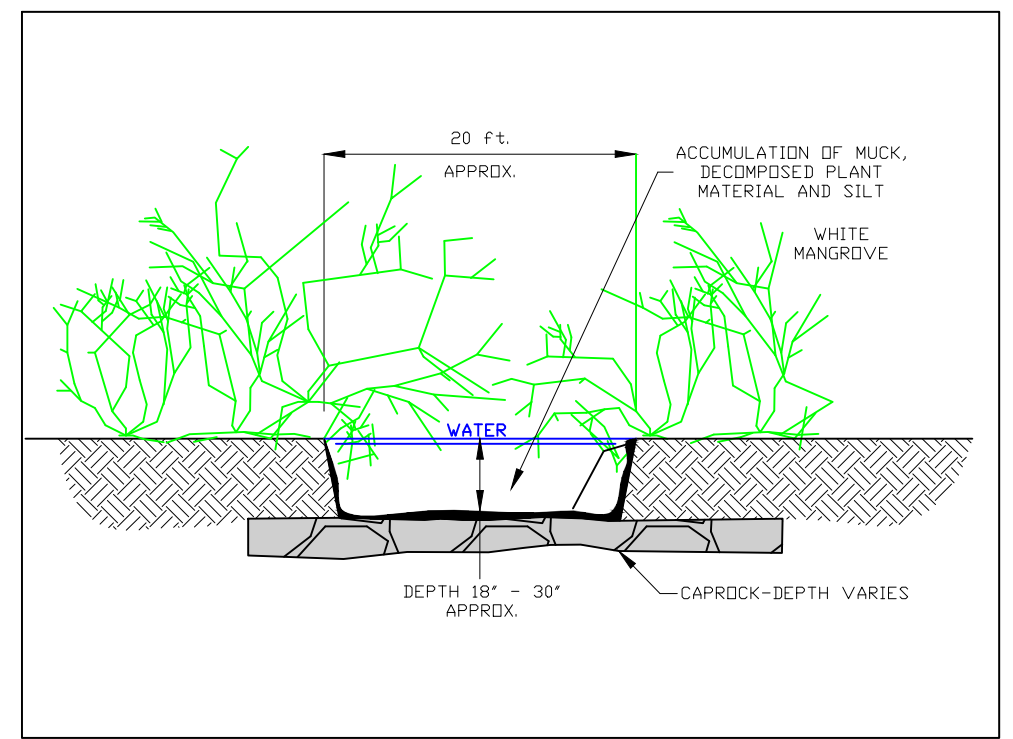 20 ft.
APPROX.
ACCUMULATION OF MUCK,
DECOMPOSED PLANT
MATERIAL AND SILT
WHITE
MANGROVE
WATER
DEPTH 18" - 30"
APPROX.
CAPROCK-DEPTH VARIES